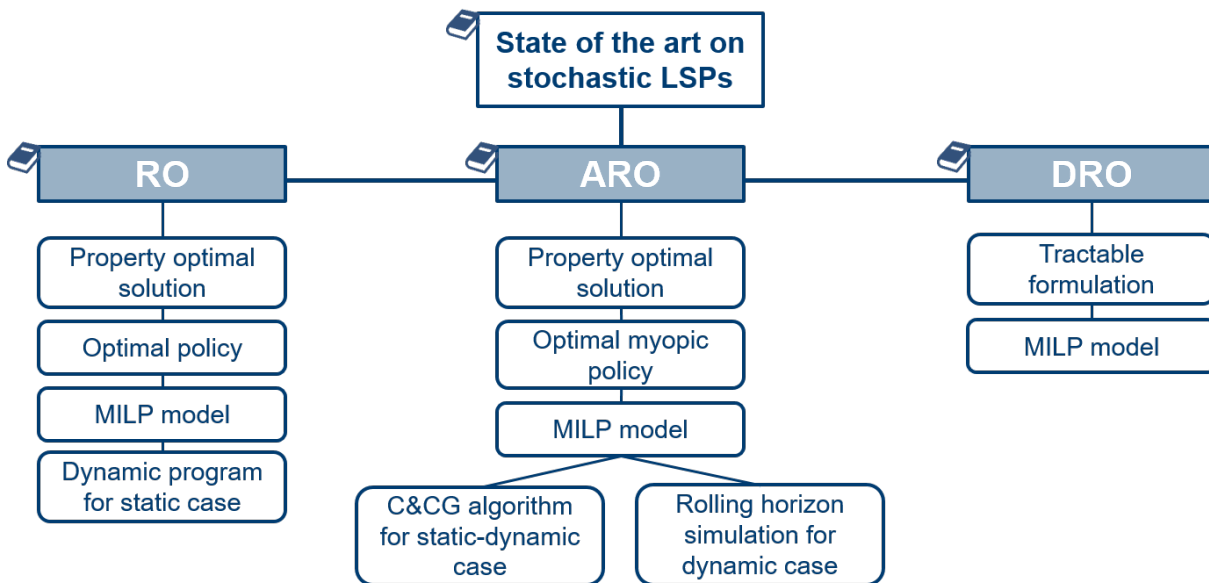 State of the art on
stochastic LSPs
RO
ARO
DRO
Property optimal
solution
Optimal policy
MILP model
Dynamic program
for static case
Property optimal
solution
Optimal myopic
policy
MILP model
C&CG algorithm
for static-dynamic
case
Rolling horizon
simulation for
dynamic case
Tractable
formulation
MILP model